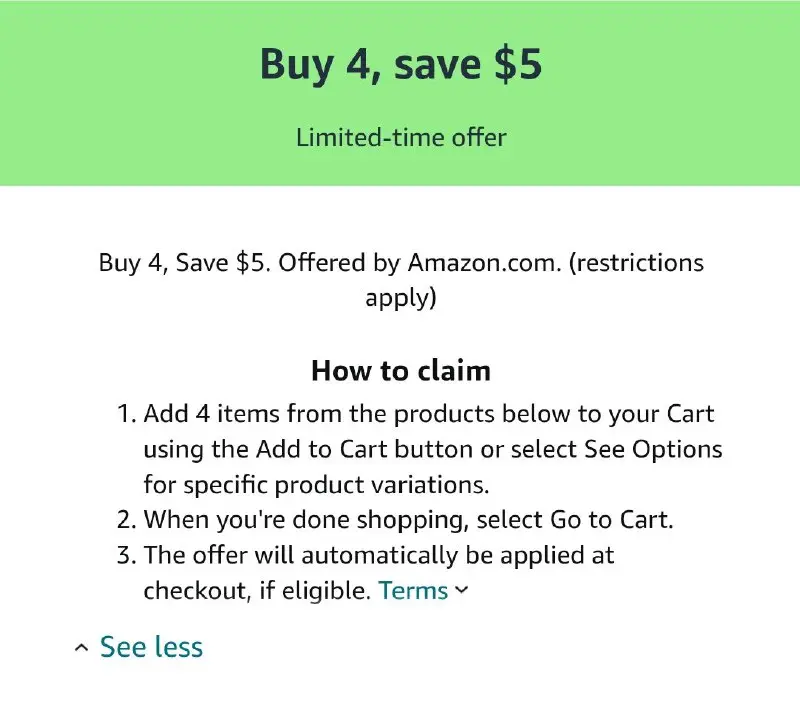 Buy 4, save $5
Limited-time offer
Buy 4, Save $5. Offered by Amazon.com. (restrictions
apply)
How to claim
1. Add 4 items from the products below to your Cart
using the Add to Cart button or select See Options
for specific product variations.
2. When you're done shopping, select Go to Cart.
3. The offer will automatically be applied at
checkout, if eligible. Terms
See less